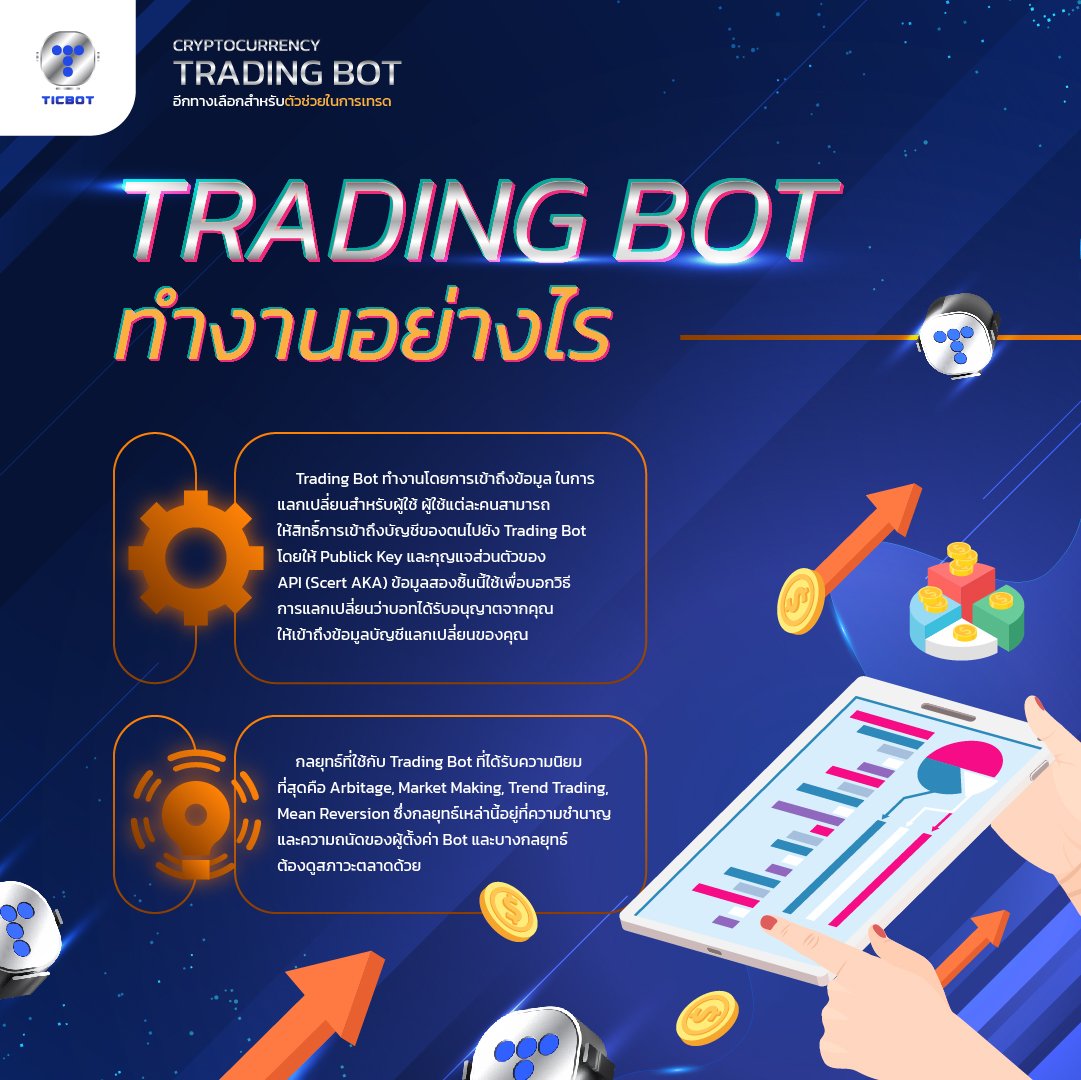 TICBOT
CRYPTOCURRENCY
TRADING BOT
อีกทางเลือกสำหรับตัวช่วยในการเทรด
TRADING BOT
ทำงานอย่างไร
Trading Bot ทำงานโดยการเข้าถึงข้อมูล ในการ
แลกเปลี่ยนสำหรับผู้ใช้ ผู้ใช้แต่ละคนสามารถ
ให้สิทธิ์การเข้าถึงบัญชีของตนไปยัง Trading Bot
โดยให้ Publick Key และกุญแจส่วนตัวของ
API (Scert AKA) ข้อมูลสองชิ้นนี้ใช้เพื่อบอกวิธี
การแลกเปลี่ยนว่าบอทได้รับอนุญาตจากคุณ
ให้เข้าถึงข้อมูลบัญชีแลกเปลี่ยนของคุณ
กลยุทธ์ที่ใช้กับ Trading Bot ที่ได้รับความนิยม
ที่สุดคือ Arbitage, Market Making, Trend Trading,
Mean Reversion ซึ่งกลยุทธ์เหล่านี้อยู่ที่ความชำนาญ
และความถนัดของผู้ตั้งค่า Bot และบางกลยุทธ์
ต้องดูสภาวะตลาดด้วย